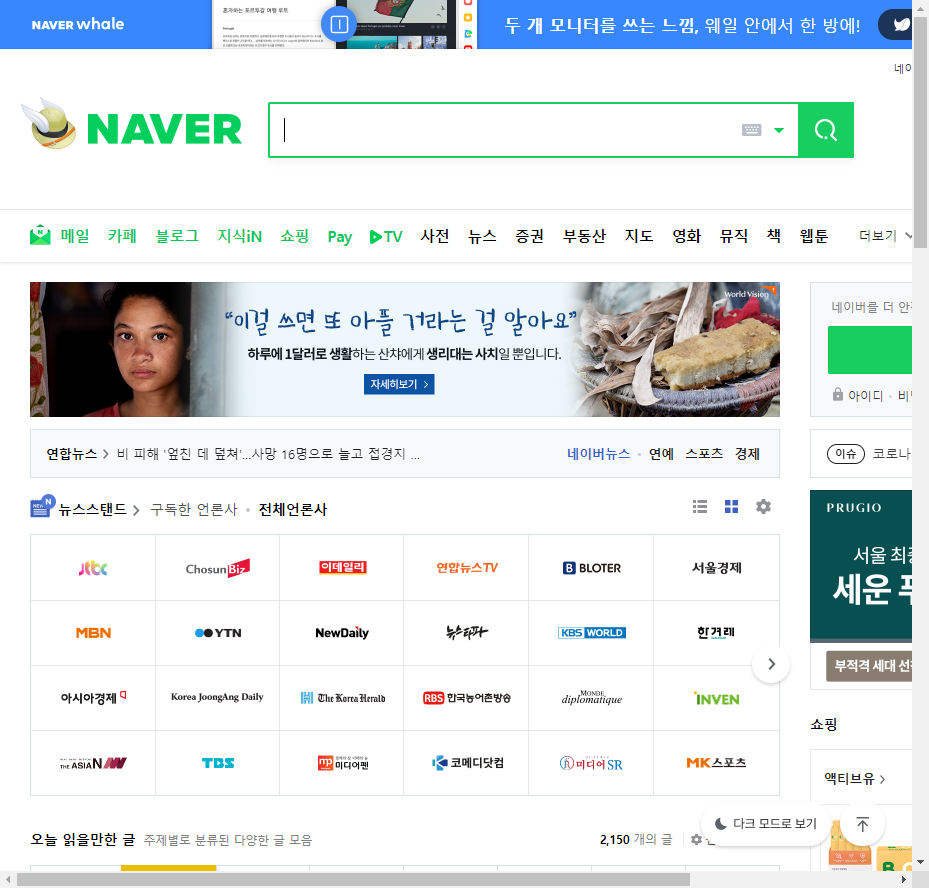 NAVER whale
혼자하는 포르투갈 여행 루트
두 개 모니터를 쓰는 느낌, 웨일 안에서 한 방에!
NAVER
메일 카페 블로그 지식iN 쇼핑 Pay TV 사전 뉴스 증권 부동산 지도 영화 뮤직 책 웹툰 더보기
World Vision
"이걸 쓰면 또 아플 거라는 걸 알아요"
하루에 1달러로 생활하는 산챠에게 생리대는 사치일 뿐입니다.
자세히보기 >
네이버를 더 안
아이디 · 비
연합뉴스 > 비 피해 '엎친 데 덮쳐'...사망 16명으로 늘고 접경지 ...
네이버뉴스 · 연예 스포츠 경제
이슈 코로나
뉴스스탠드 > 구독한 언론사 · 전체언론사
PRUGIO
서울 최
세운 푸
부적격 세대 선
jtbc ChosunBiz 이데일리 연합뉴스TV BLOTER 서울경제
MBN YTN NewDaily 뉴스타파 KBS WORLD 한겨레
아시아경제 Korea JoongAng Daily The Korea Herald RBS 한국농어촌방송 MONDE diplomatique INVEN
THE ASIAN TBS mp 미디어펜 코메디닷컴 미디어SR MK스포츠
쇼핑
액티브유 >
다크 모드로 보기
오늘 읽을만한 글 주제별로 분류된 다양한 글 모음
2,150 개의 글